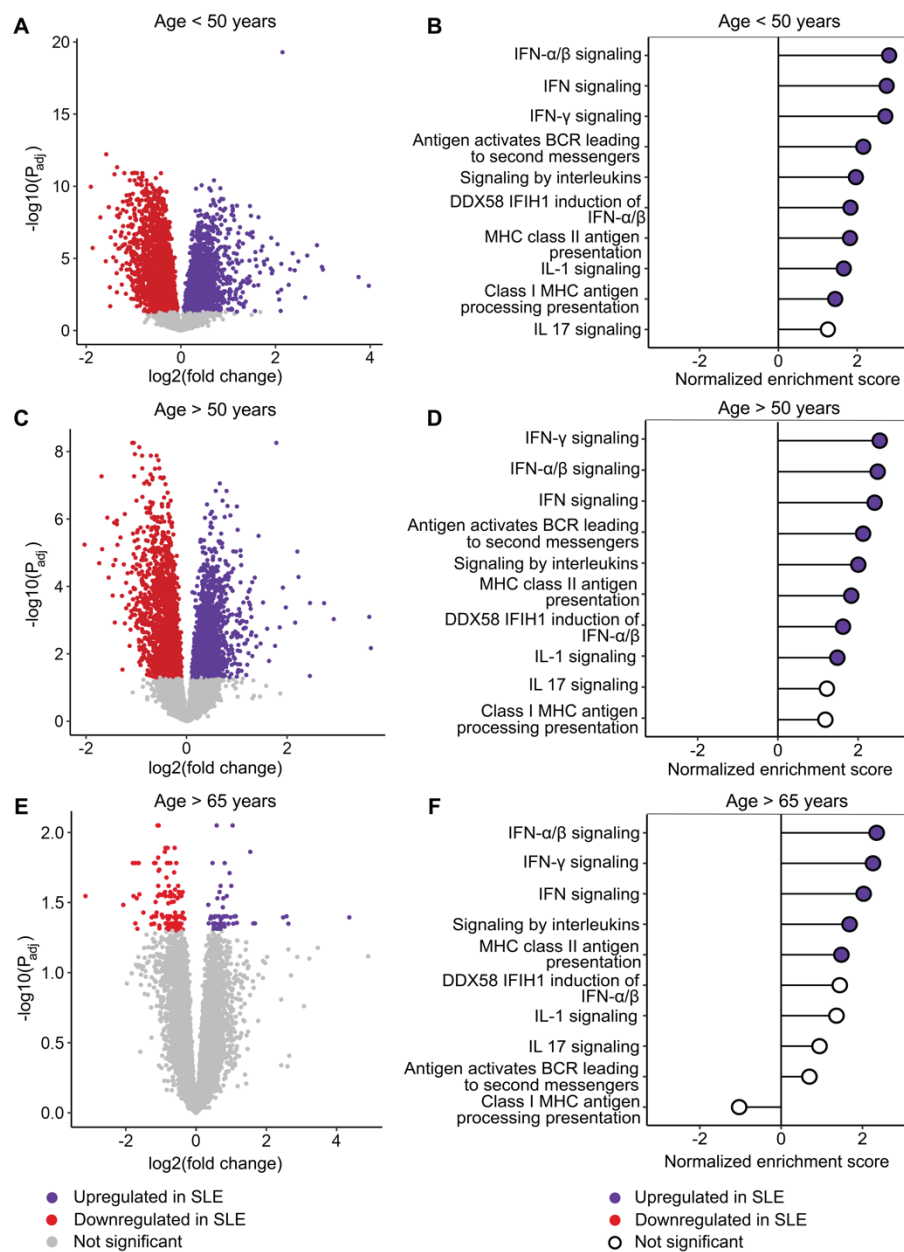 A
Age < 50 years
20
15
10
5
0
-log10(P adj)
-2
0
2
4
log2(fold change)
B
Age < 50 years
IFN-α/β signaling
IFN signaling
IFN-γ signaling
Antigen activates BCR leading
to second messengers
Signaling by interleukins
DDX58 IFIH1 induction of
IFN-α/β
MHC class II antigen
presentation
IL-1 signaling
Class I MHC antigen
processing presentation
IL 17 signaling
-2
0
2
Normalized enrichment score
C
Age > 50 years
8
6
4
2
0
-log10(P adj)
-2
0
2
log2(fold change)
D
Age > 50 years
IFN-γ signaling
IFN-α/β signaling
IFN signaling
Antigen activates BCR leading
to second messengers
Signaling by interleukins
MHC class II antigen
presentation
DDX58 IFIH1 induction of
IFN-α/β
IL-1 signaling
IL 17 signaling
Class I MHC antigen
processing presentation
-2
0
2
Normalized enrichment score
E
Age > 65 years
2.0
1.5
1.0
0.5
0.0
-log10(P adj)
-2
0
2
4
log2(fold change)
F
Age > 65 years
IFN-α/β signaling
IFN-γ signaling
IFN signaling
Signaling by interleukins
MHC class II antigen
presentation
DDX58 IFIH1 induction of
IFN-α/β
IL-1 signaling
IL 17 signaling
Antigen activates BCR leading
to second messengers
Class I MHC antigen
processing presentation
-2
0
2
Normalized enrichment score
Upregulated in SLE
Downregulated in SLE
Not significant
Upregulated in SLE
Downregulated in SLE
Not significant